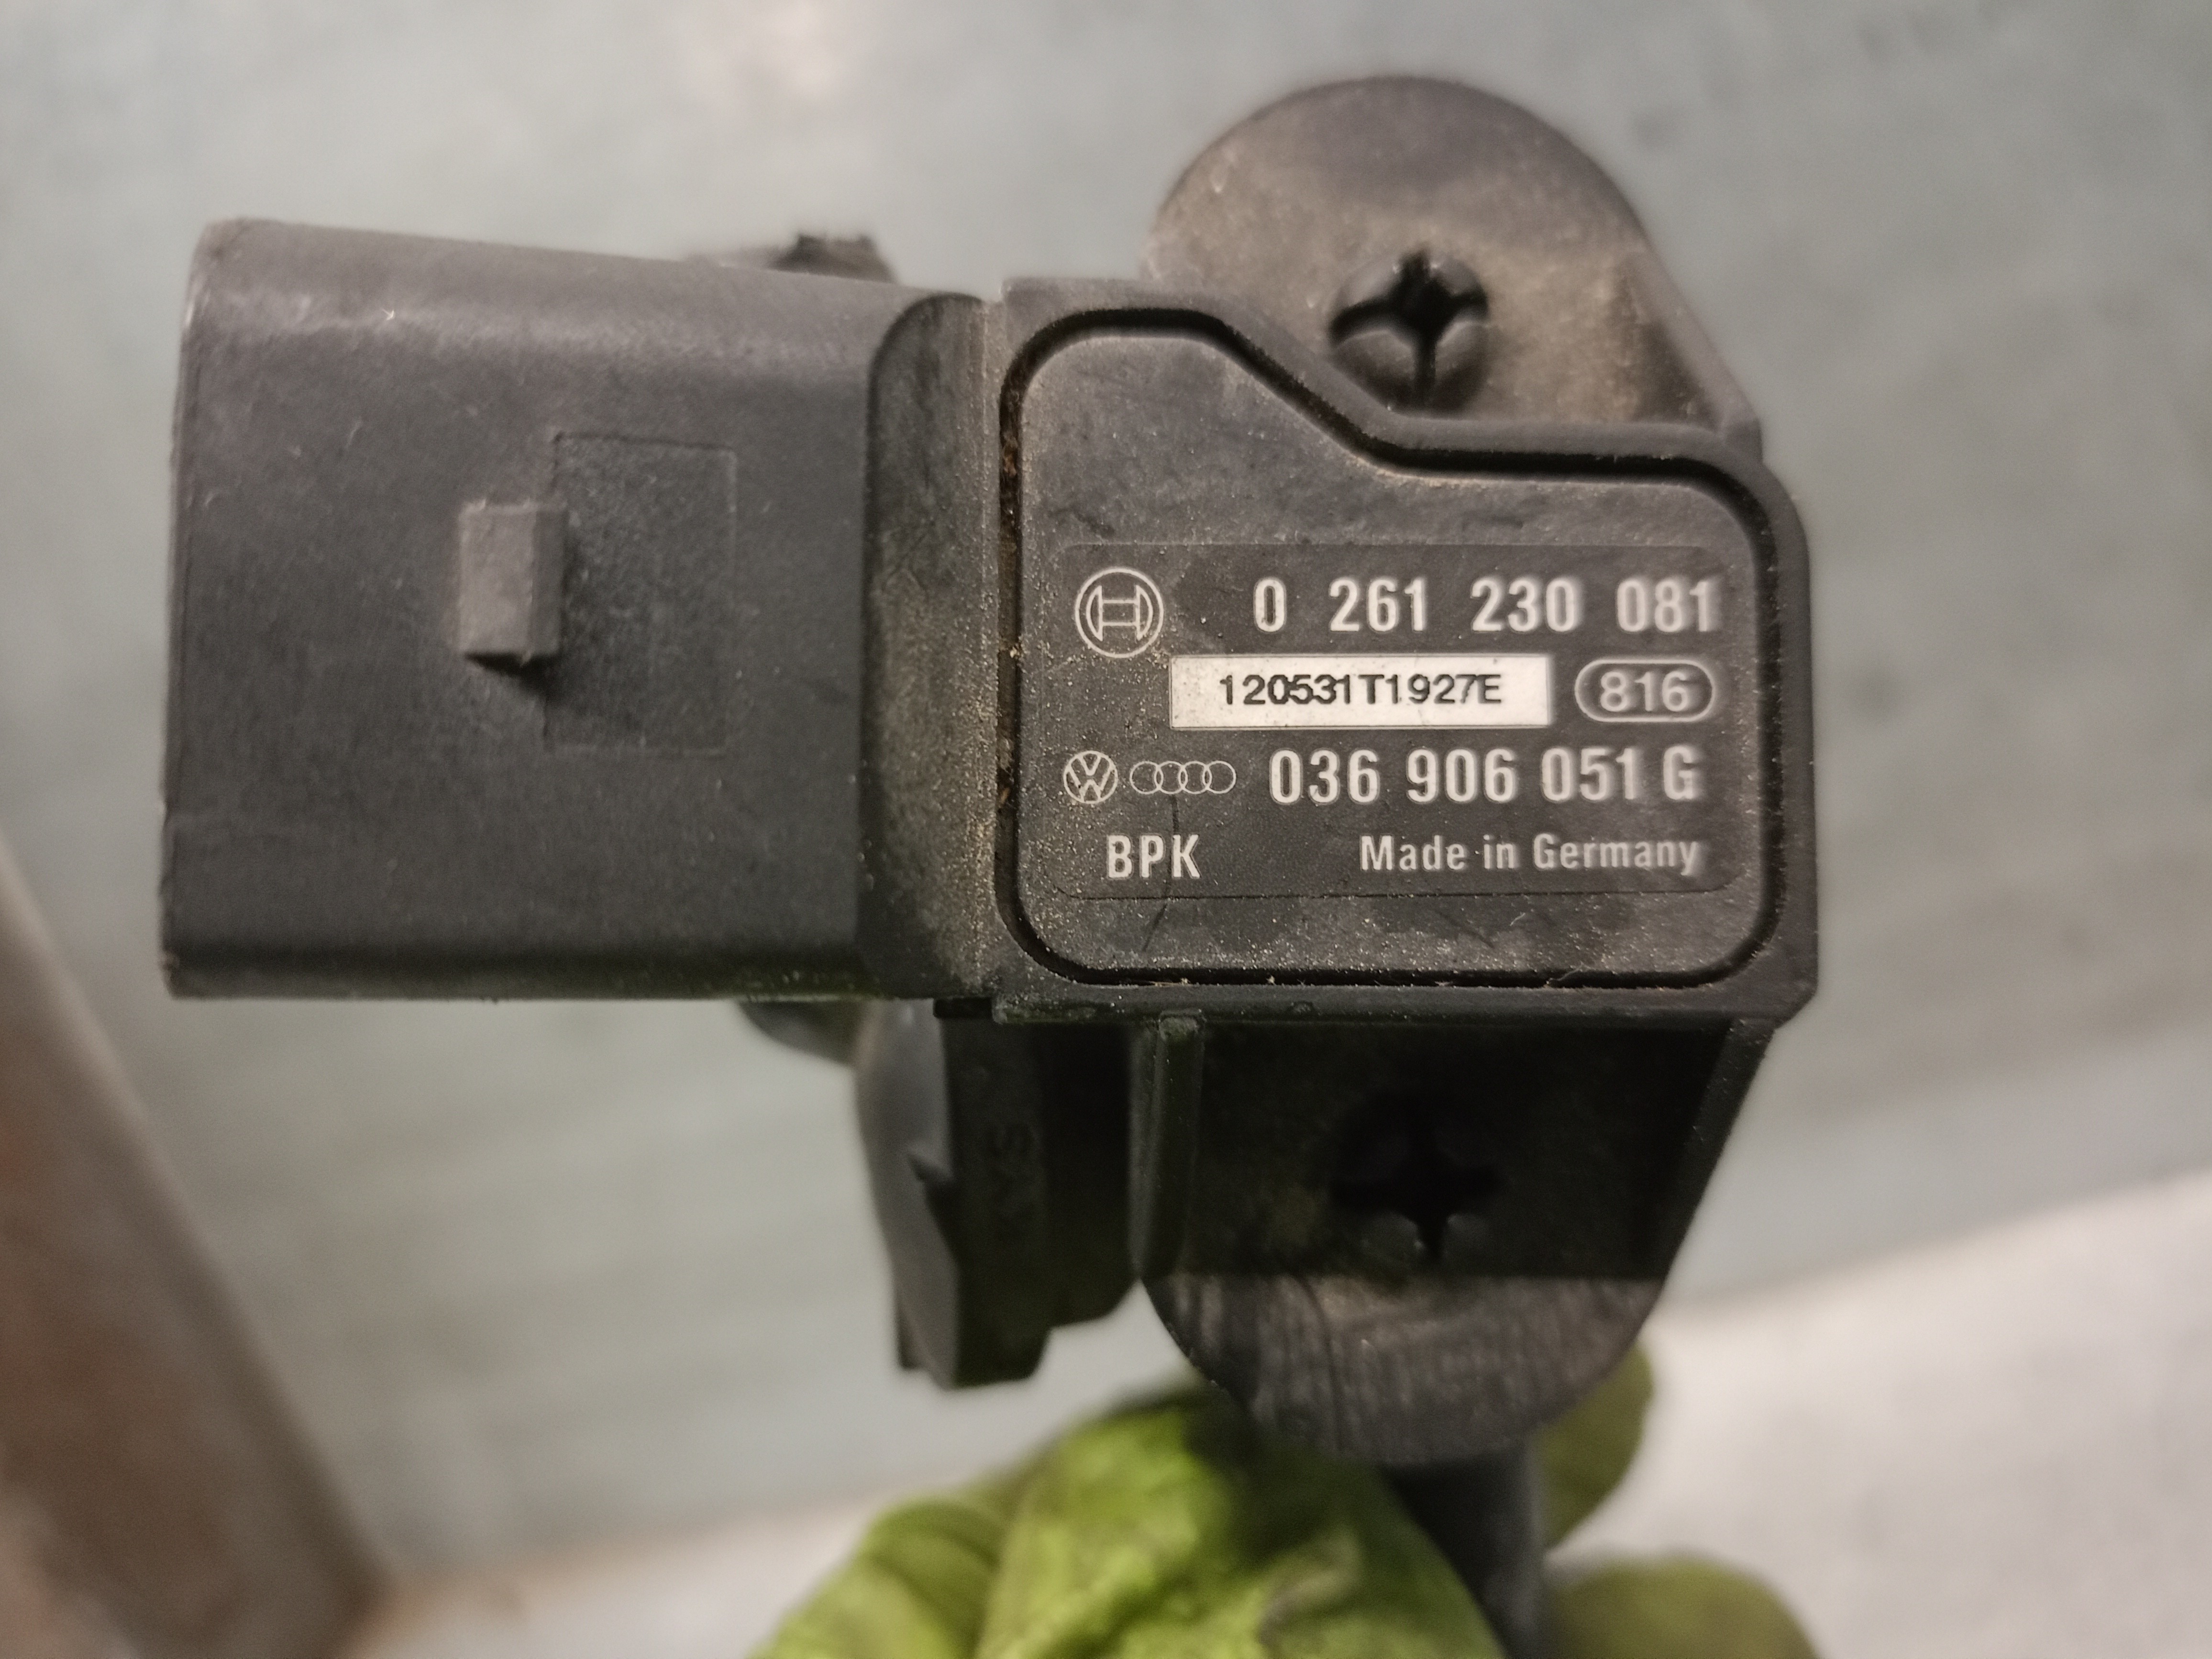 0 261 230 081
120531T1927E 816
036 906 051 G
BPK Made in Germany